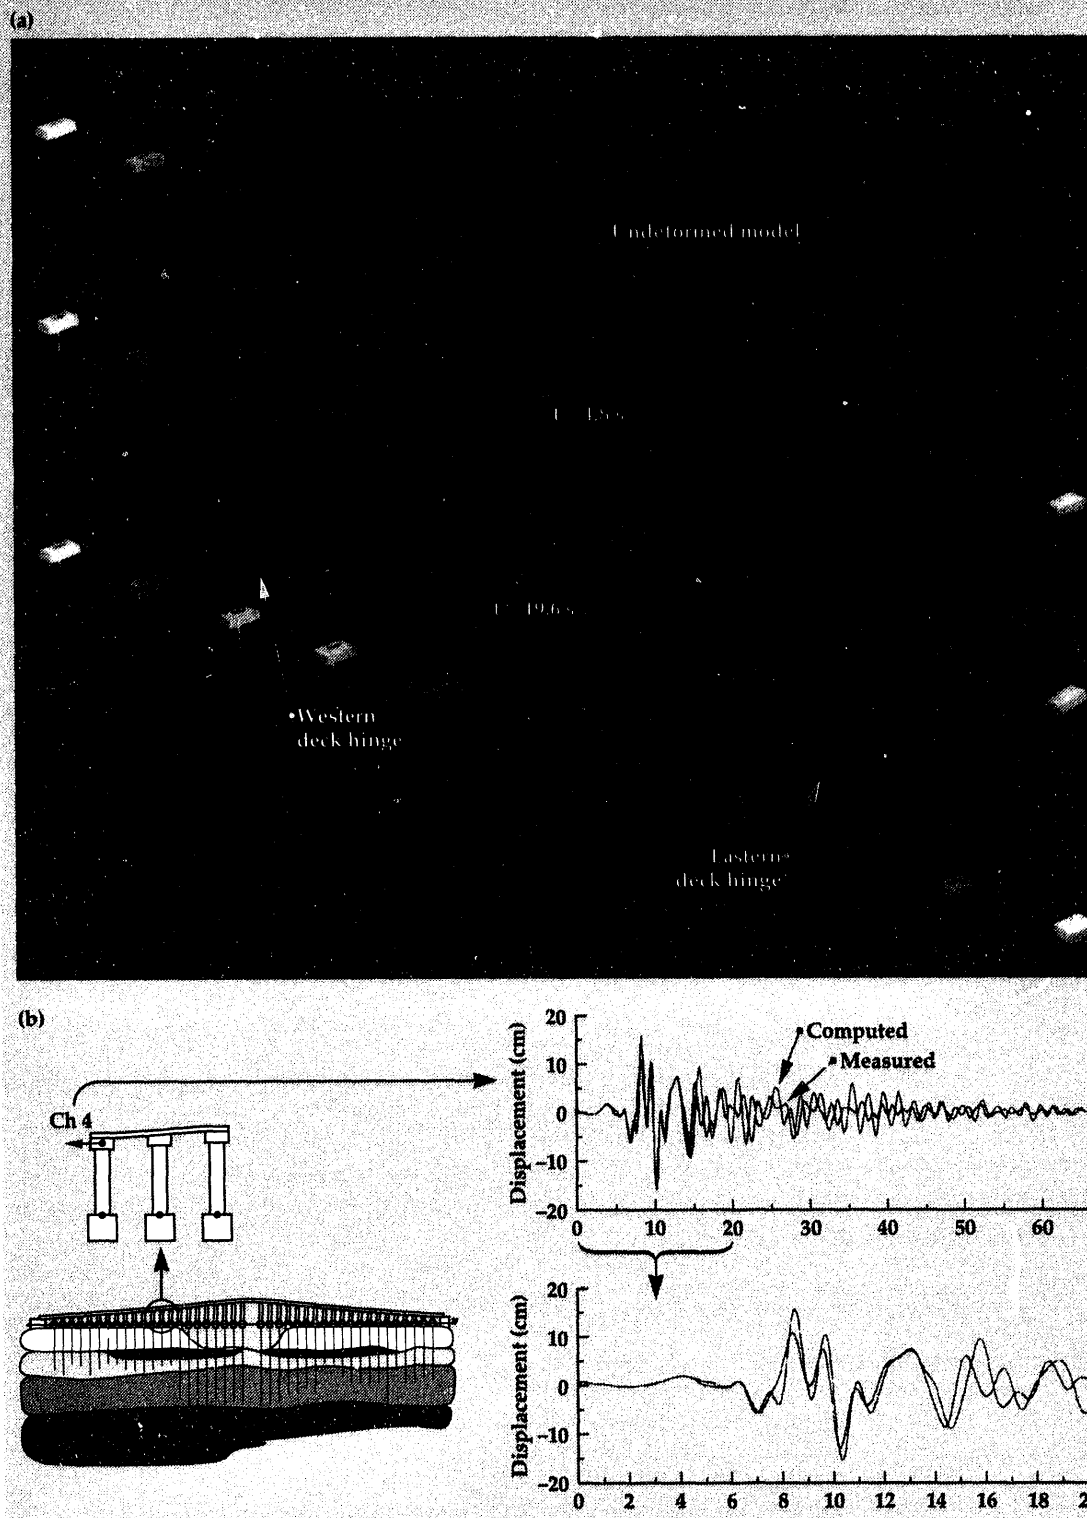 (a)
Undeformed model
•Western
deck hinge
Eastern
deck hinge
(b)
Ch 4
Displacement (cm)
20
10
0
-10
-20
Computed
Measured
0 10 20 30 40 50 60
Displacement (cm)
20
10
0
-10
-20
0 2 4 6 8 10 12 14 16 18